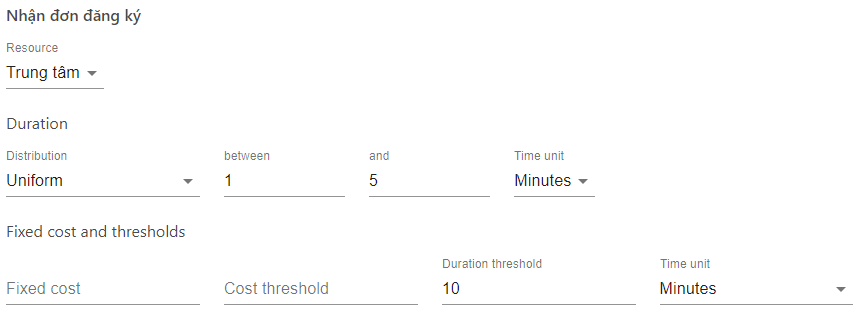 Nhận đơn đăng ký
Resource
Trung tâm
Duration
Distribution between and Time unit
Uniform 1 5 Minutes
Fixed cost and thresholds
Duration threshold Time unit
Fixed cost Cost threshold 10 Minutes